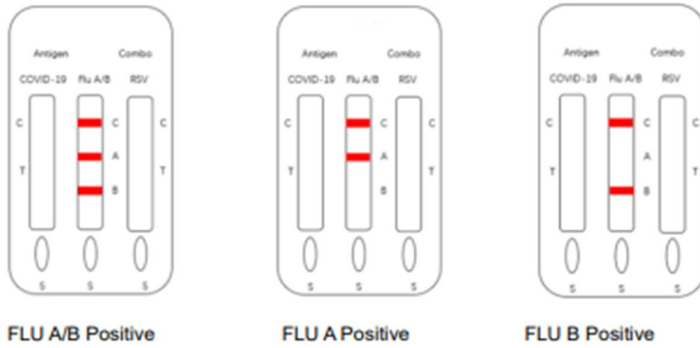 Antigen Combo
COVID-19 Flu A/B RSV
C C C
A
T T
B
S S S
FLU A/B Positive
Antigen Combo
COVID-19 Flu A/B RSV
C C C
A
T T
B
S S S
FLU A Positive
Antigen Combo
COVID-19 Flu A/B RSV
C C C
A
T T
B
S S S
FLU B Positive